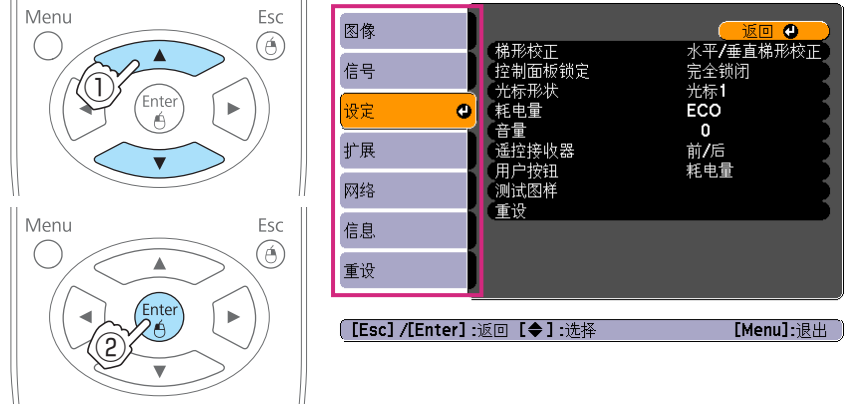 Menu
Esc
①
Enter
Menu
Esc
Enter
②
图像
信号
设定
扩展
网络
信息
重设
返回
梯形校正 水平/垂直梯形校正
控制面板锁定 完全锁闭
光标形状 光标1
耗电量 ECO
音量 0
遥控接收器 前/后
用户按钮 耗电量
测试图样
重设
[Esc] /[Enter] :返回 [◆] :选择 [Menu]:退出